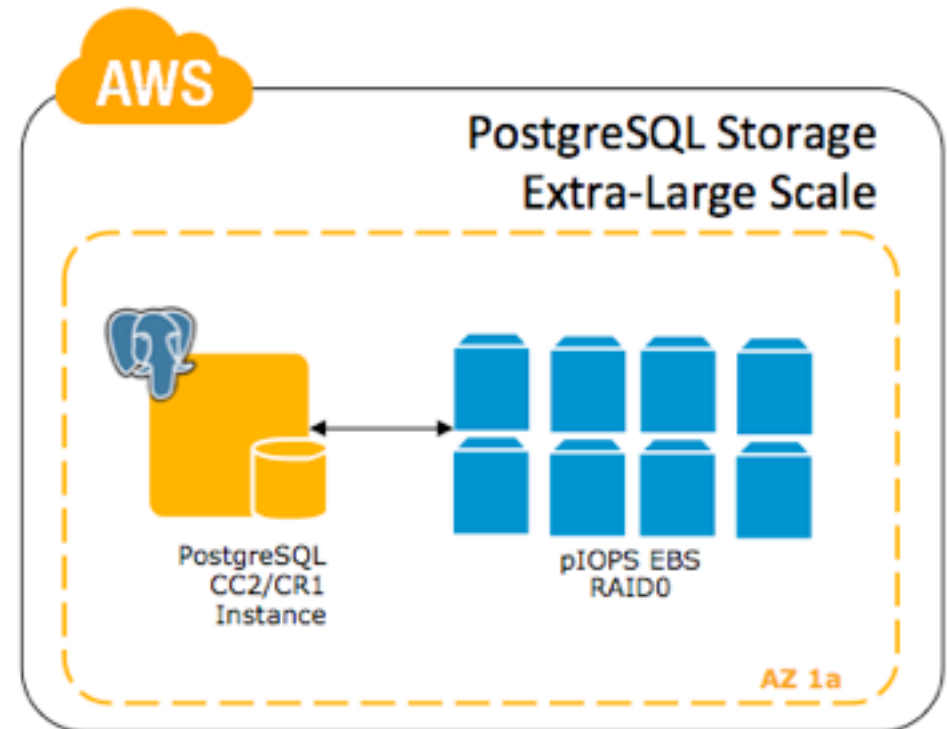 AWS
PostgreSQL Storage
Extra-Large Scale
PostgreSQL
CC2/CR1
Instance
pIOPS EBS
RAID0
AZ 1a